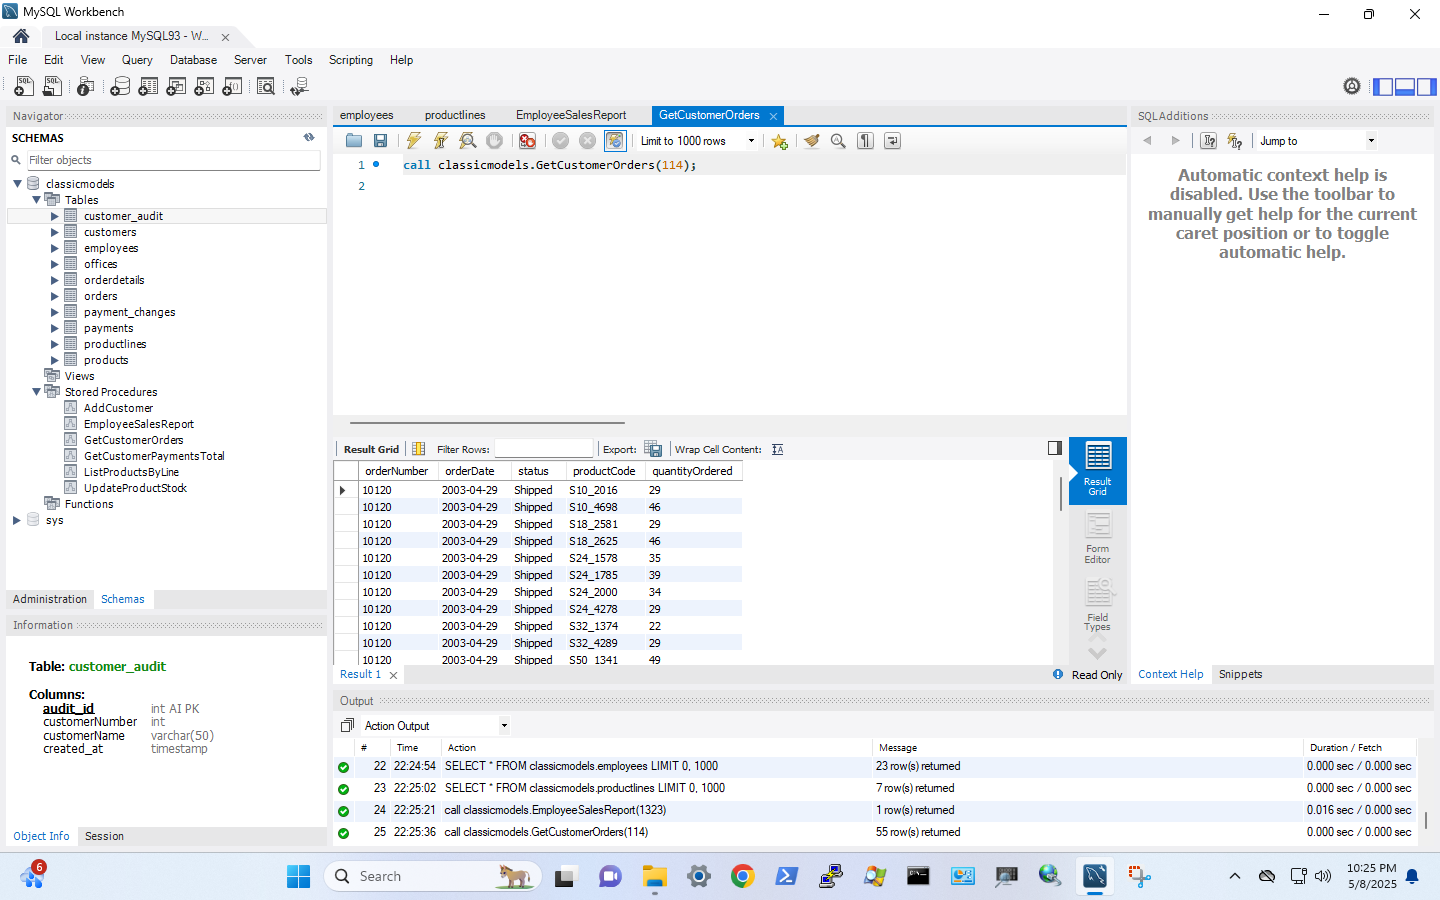 MySQL Workbench
Local instance MySQL93 - W...
File Edit View Query Database Server Tools Scripting Help
Navigator
SCHEMAS
Filter objects
classicmodels
Tables
customer_audit
customers
employees
offices
orderdetails
orders
payment_changes
payments
productlines
products
Views
Stored Procedures
AddCustomer
EmployeeSalesReport
GetCustomerOrders
GetCustomerPaymentsTotal
ListProductsByLine
UpdateProductStock
Functions
sys
Administration Schemas
Information
Table: customer_audit
Columns:
audit_id int AI PK
customerNumber int
customerName varchar(50)
created_at timestamp
Object Info Session
employees productlines EmployeeSalesReport GetCustomerOrders
Limit to 1000 rows
1 call classicmodels.GetCustomerOrders(114);
2
Result Grid Filter Rows: Export: Wrap Cell Content:
orderNumber orderDate status productCode quantityOrdered
10120 2003-04-29 Shipped S10_2016 29
10120 2003-04-29 Shipped S10_4698 46
10120 2003-04-29 Shipped S18_2581 29
10120 2003-04-29 Shipped S18_2625 46
10120 2003-04-29 Shipped S24_1578 35
10120 2003-04-29 Shipped S24_1785 39
10120 2003-04-29 Shipped S24_2000 34
10120 2003-04-29 Shipped S24_4278 29
10120 2003-04-29 Shipped S32_1374 22
10120 2003-04-29 Shipped S32_4289 29
10120 2003-04-29 Shipped S50_1341 49
Result Grid
Form Editor
Field Types
Result 1 Read Only
SQLAdditions
Jump to
Automatic context help is
disabled. Use the toolbar to
manually get help for the current
caret position or to toggle
automatic help.
Context Help Snippets
Output
Action Output
# Time Action Message Duration / Fetch
22 22:24:54 SELECT * FROM classicmodels.employees LIMIT 0, 1000 23 row(s) returned 0.000 sec / 0.000 sec
23 22:25:02 SELECT * FROM classicmodels.productlines LIMIT 0, 1000 7 row(s) returned 0.000 sec / 0.000 sec
24 22:25:21 call classicmodels.EmployeeSalesReport(1323) 1 row(s) returned 0.016 sec / 0.000 sec
25 22:25:36 call classicmodels.GetCustomerOrders(114) 55 row(s) returned 0.000 sec / 0.000 sec
6
Search
10:25 PM
5/8/2025